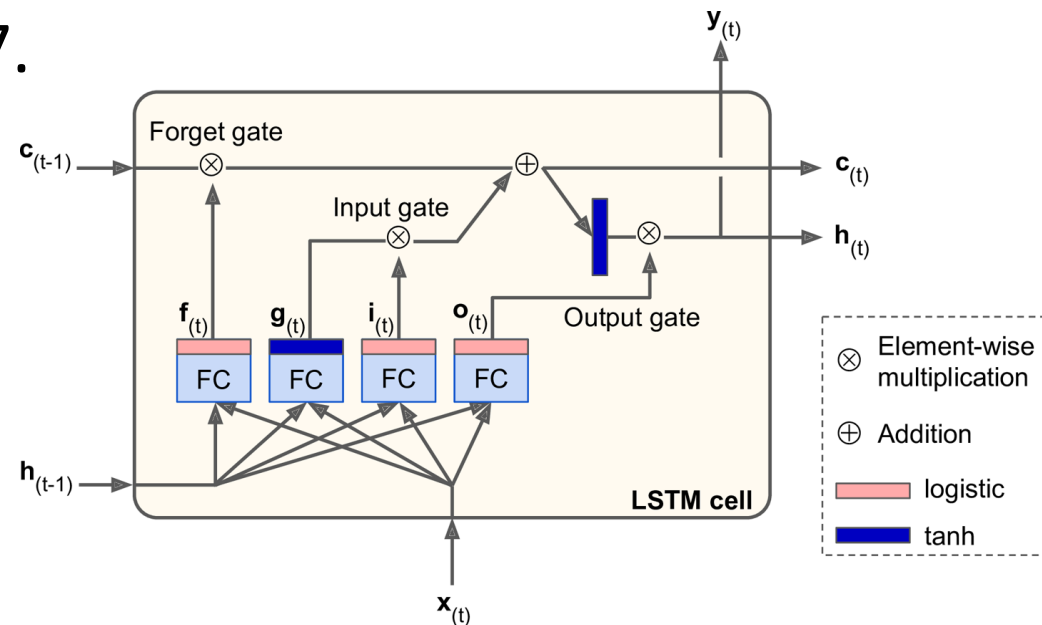 7.
y(t)
Forget gate
c(t-1)
c(t)
Input gate
h(t)
f(t)
g(t)
i(t)
o(t)
Output gate
FC
FC
FC
FC
⊗ Element-wise
multiplication
⊕ Addition
h(t-1)
LSTM cell
logistic
tanh
x(t)